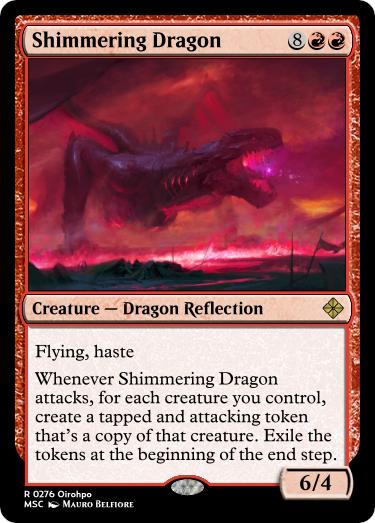 Shimmering Dragon 8
Creature — Dragon Reflection
Flying, haste
Whenever Shimmering Dragon
attacks, for each creature you control,
create a tapped and attacking token
that's a copy of that creature. Exile the
tokens at the beginning of the end step.
6/4
R 0276 Oirohpo
MSC Mauro Belfiore